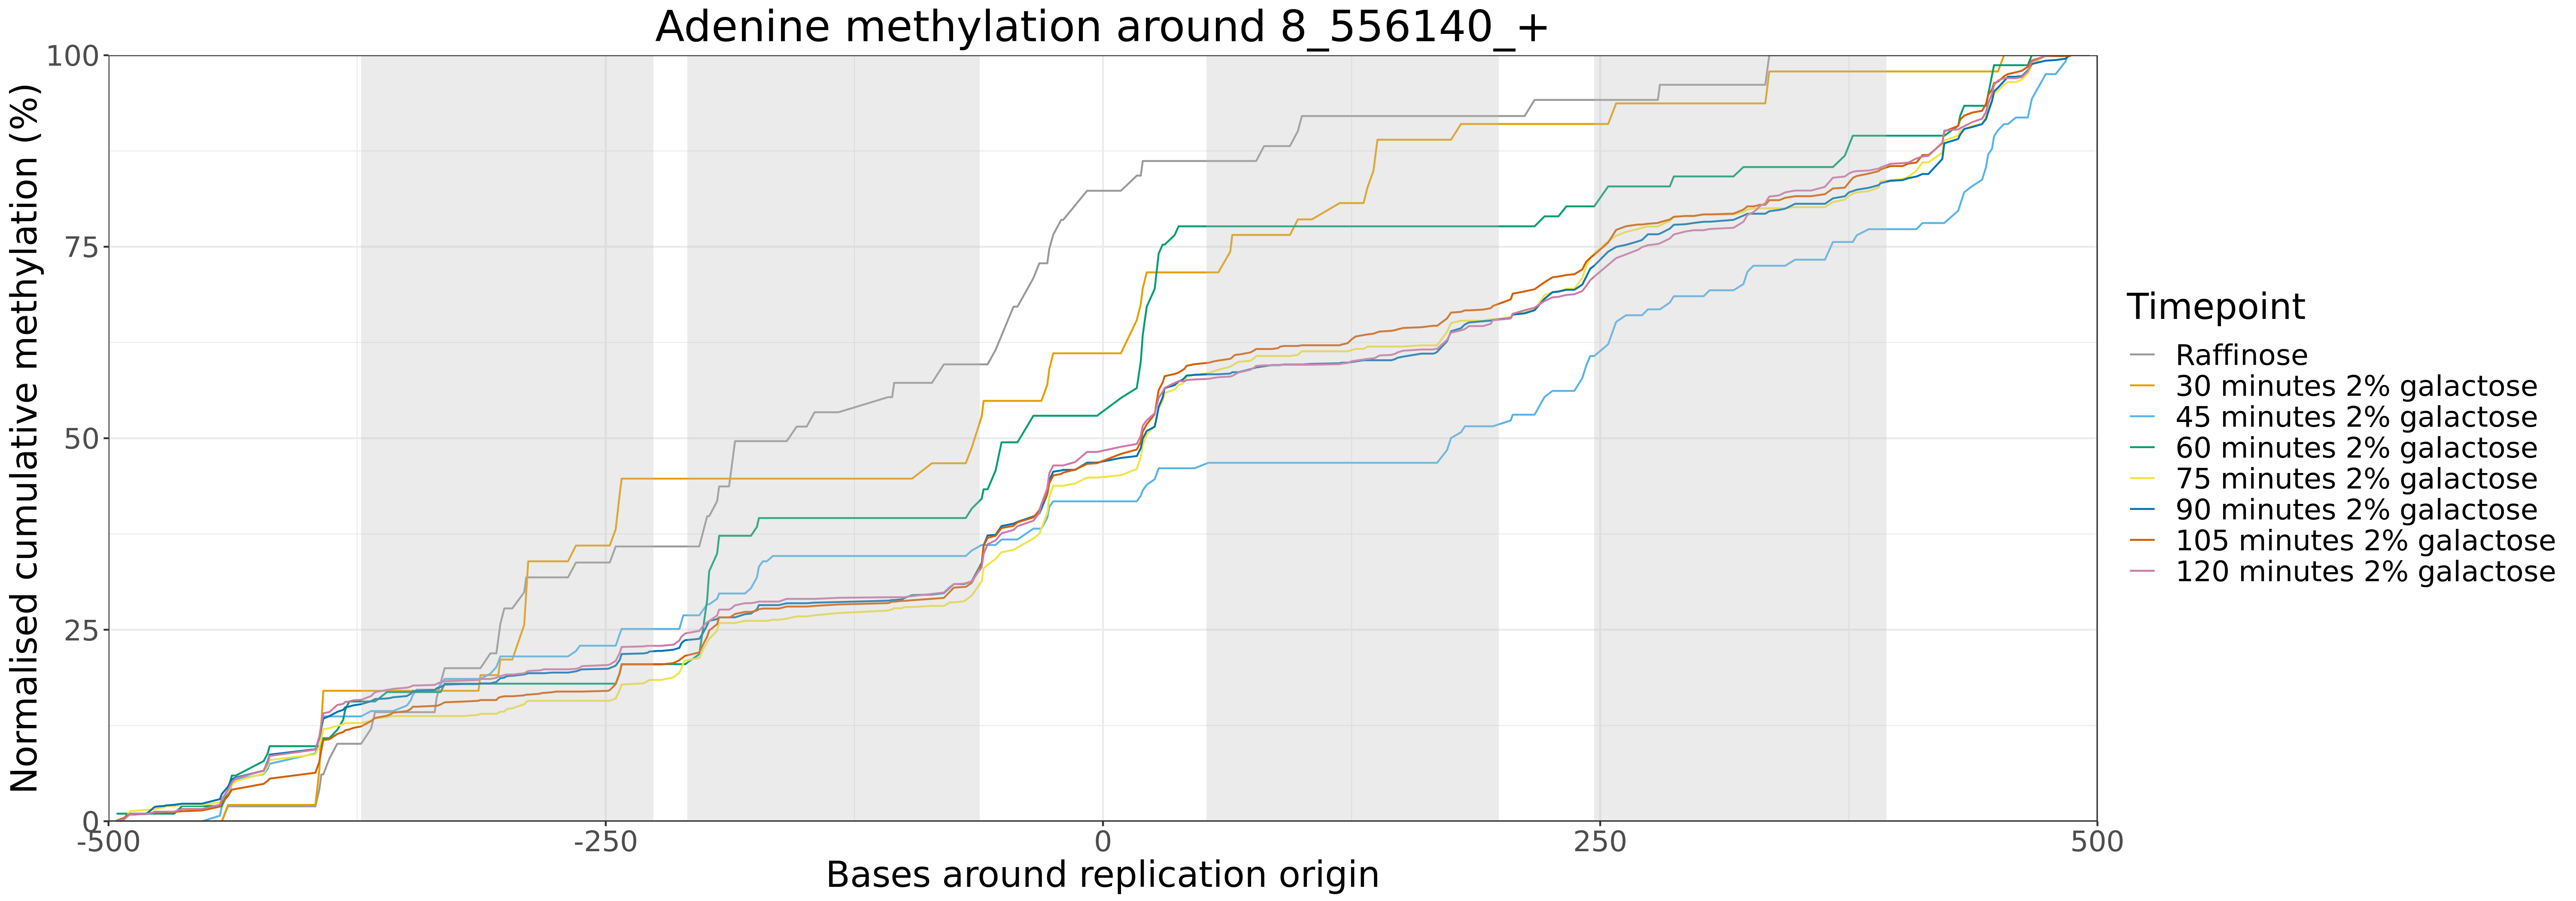 Adenine methylation around 8_556140_+
Normalised cumulative methylation (%)
100
75
50
25
0
-500
-250
0
250
500
Bases around replication origin
Timepoint
Raffinose
30 minutes 2% galactose
45 minutes 2% galactose
60 minutes 2% galactose
75 minutes 2% galactose
90 minutes 2% galactose
105 minutes 2% galactose
120 minutes 2% galactose